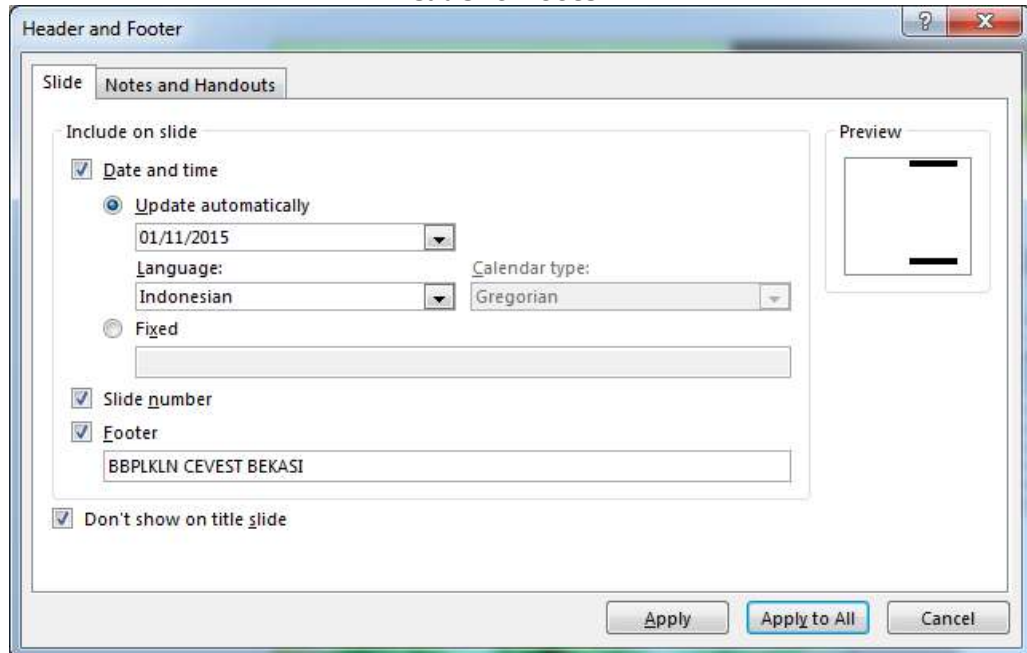 Header and Footer
Slide Notes and Handouts
Include on slide Preview
Date and time
Update automatically
01/11/2015
Language: Calendar type:
Indonesian Gregorian
Fixed
Slide number
Footer
BBPLKLN CEVEST BEKASI
Don't show on title slide
Apply Apply to All Cancel